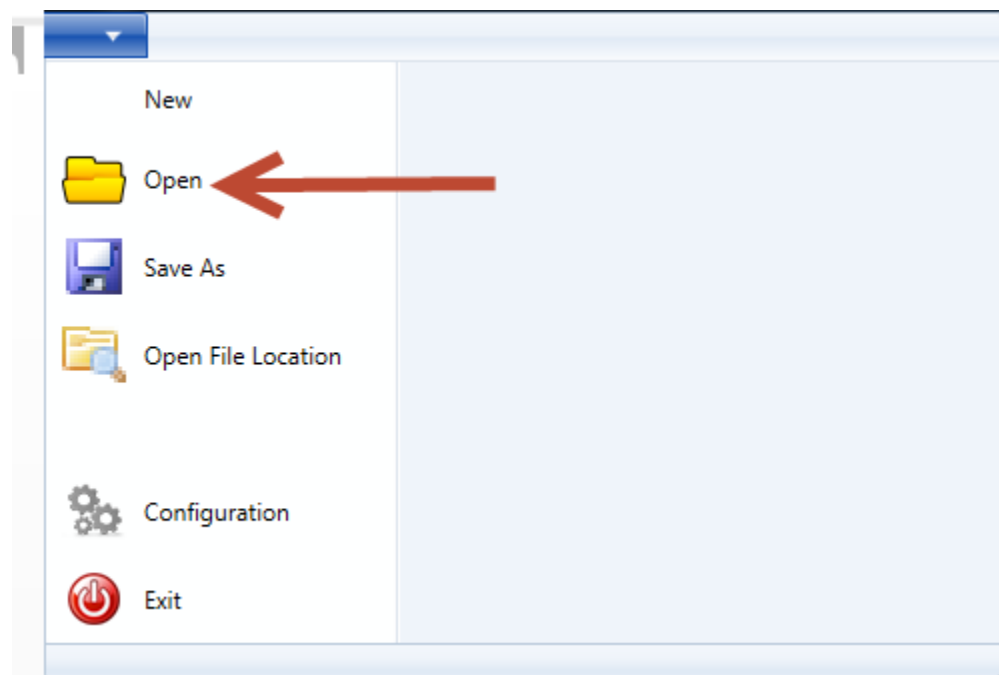 New
Open
Save As
Open File Location
Configuration
Exit